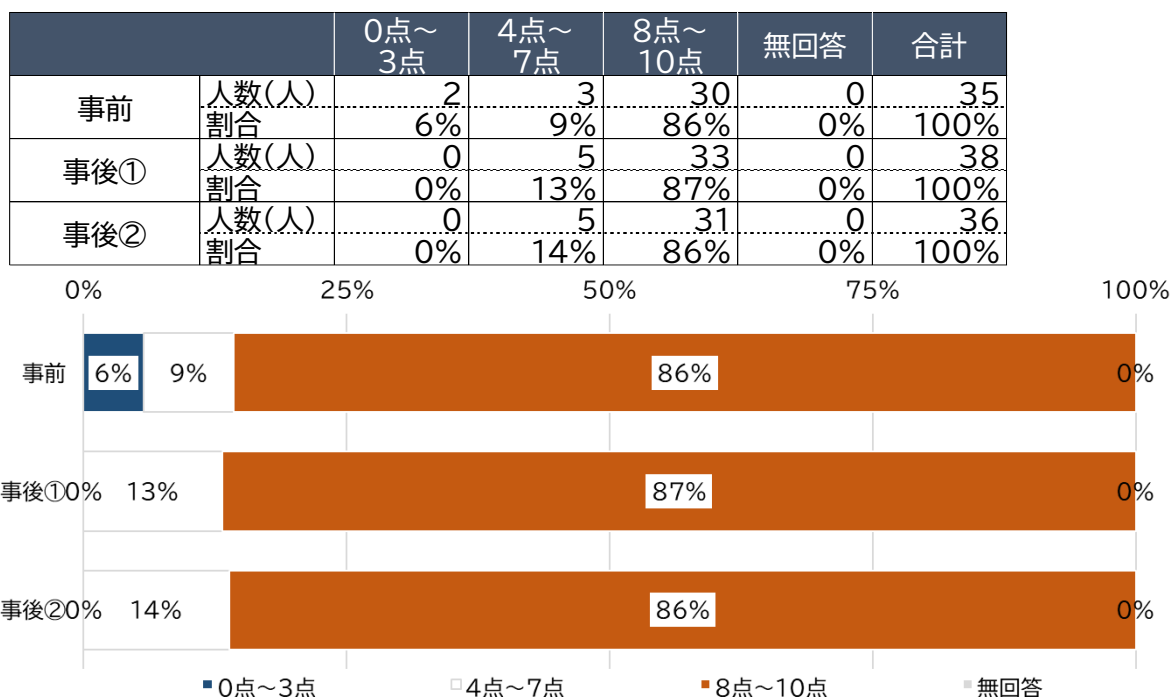 0点～3点 4点～7点 8点～10点 無回答 合計
事前 人数(人) 2 3 30 0 35
割合 6% 9% 86% 0% 100%
事後① 人数(人) 0 5 33 0 38
割合 0% 13% 87% 0% 100%
事後② 人数(人) 0 5 31 0 36
割合 0% 14% 86% 0% 100%
0% 25% 50% 75% 100%
事前 6% 9% 86% 0%
事後① 0% 13% 87% 0%
事後② 0% 14% 86% 0%
0点～3点 4点～7点 8点～10点 無回答